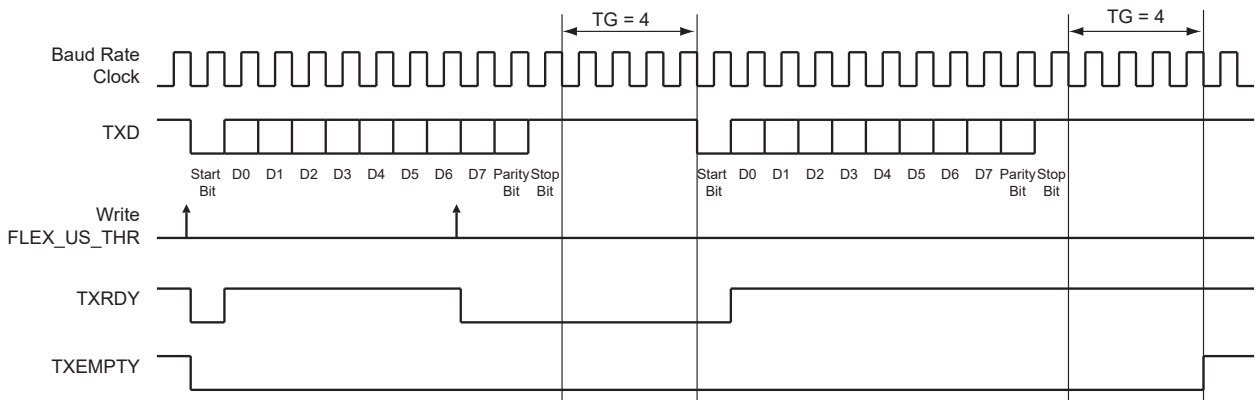 TG = 4
TG = 4
Baud Rate
Clock
TXD
Start
Bit
D0
D1
D2
D3
D4
D5
D6
D7
Parity
Bit
Stop
Bit
Start
Bit
D0
D1
D2
D3
D4
D5
D6
D7
Parity
Bit
Stop
Bit
Write
FLEX_US_THR
TXRDY
TXEMPTY